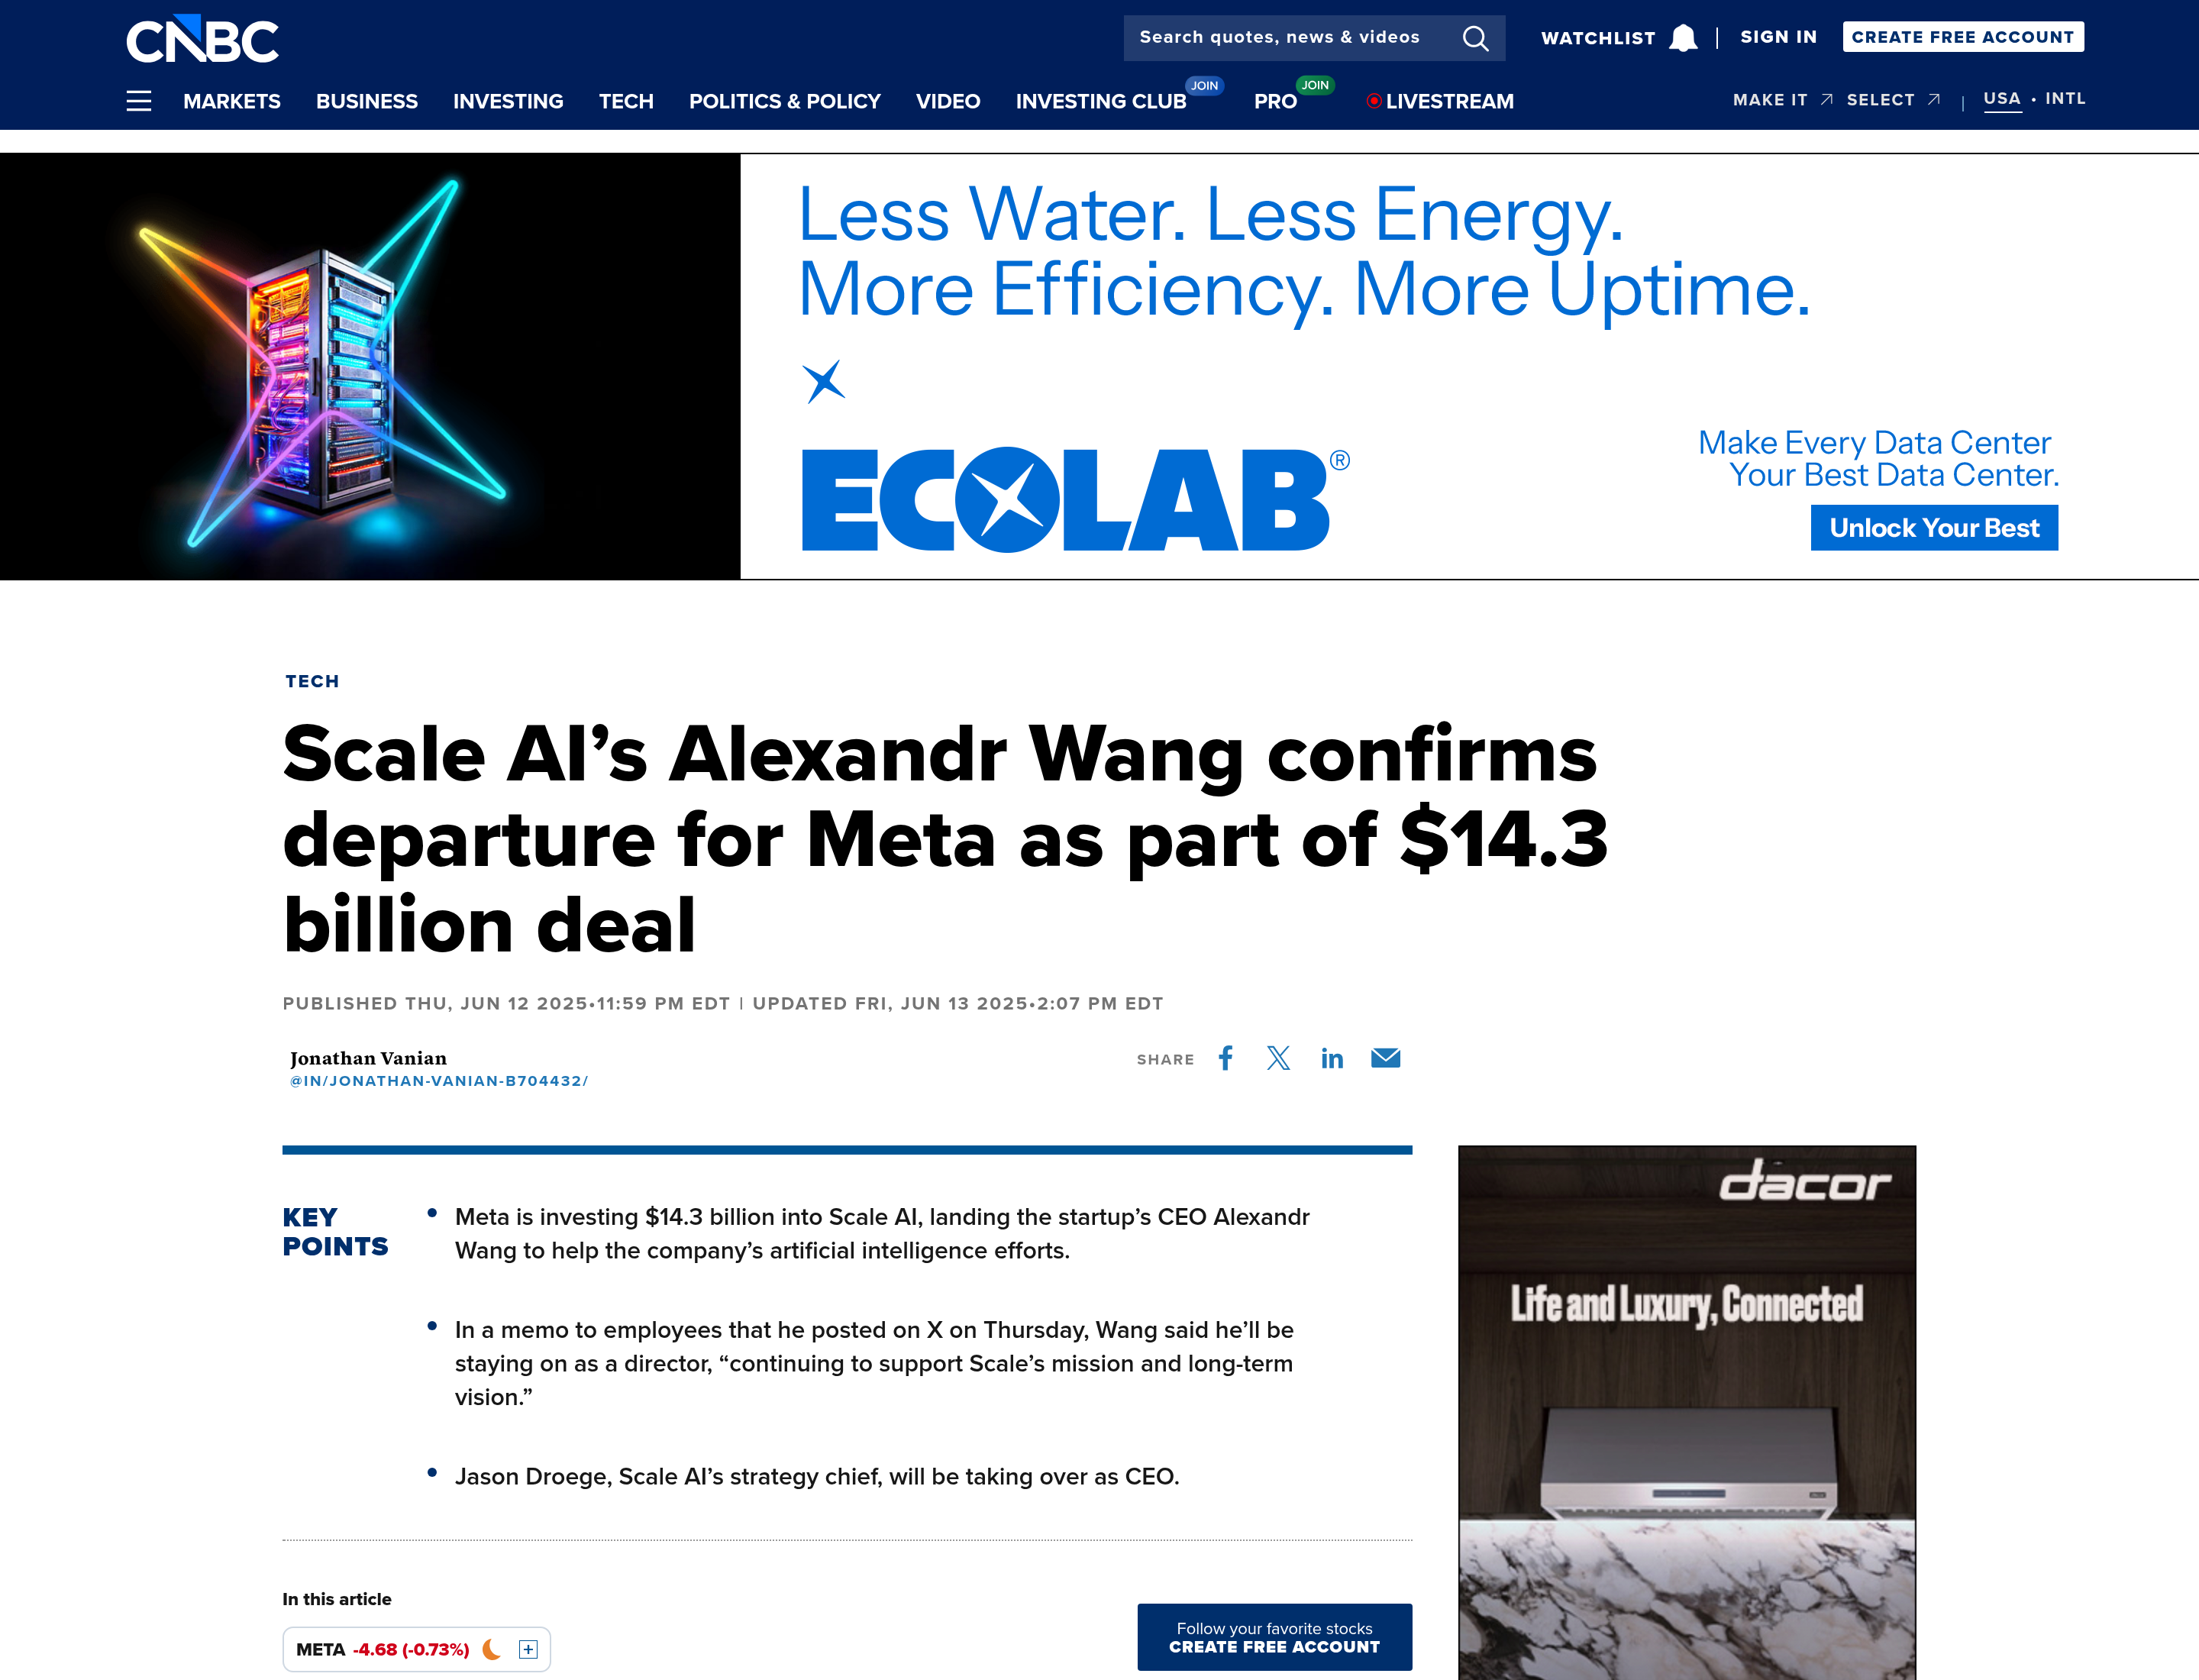 CNBC
Search quotes, news & videos
WATCHLIST
SIGN IN
CREATE FREE ACCOUNT
MARKETS
BUSINESS
INVESTING
TECH
POLITICS & POLICY
VIDEO
INVESTING CLUB
JOIN
PRO
JOIN
LIVESTREAM
MAKE IT
SELECT
USA • INTL
Less Water. Less Energy.
More Efficiency. More Uptime.
ECOLAB®
Make Every Data Center
Your Best Data Center.
Unlock Your Best
TECH
Scale AI’s Alexandr Wang confirms
departure for Meta as part of $14.3
billion deal
PUBLISHED THU, JUN 12 2025•11:59 PM EDT | UPDATED FRI, JUN 13 2025•2:07 PM EDT
Jonathan Vanian
@IN/JONATHAN-VANIAN-B704432/
SHARE
KEY
POINTS
• Meta is investing $14.3 billion into Scale AI, landing the startup’s CEO Alexandr
Wang to help the company’s artificial intelligence efforts.
• In a memo to employees that he posted on X on Thursday, Wang said he’ll be
staying on as a director, “continuing to support Scale’s mission and long-term
vision.”
• Jason Droege, Scale AI’s strategy chief, will be taking over as CEO.
dacor
Life and Luxury, Connected
In this article
META -4.68 (-0.73%)
Follow your favorite stocks
CREATE FREE ACCOUNT